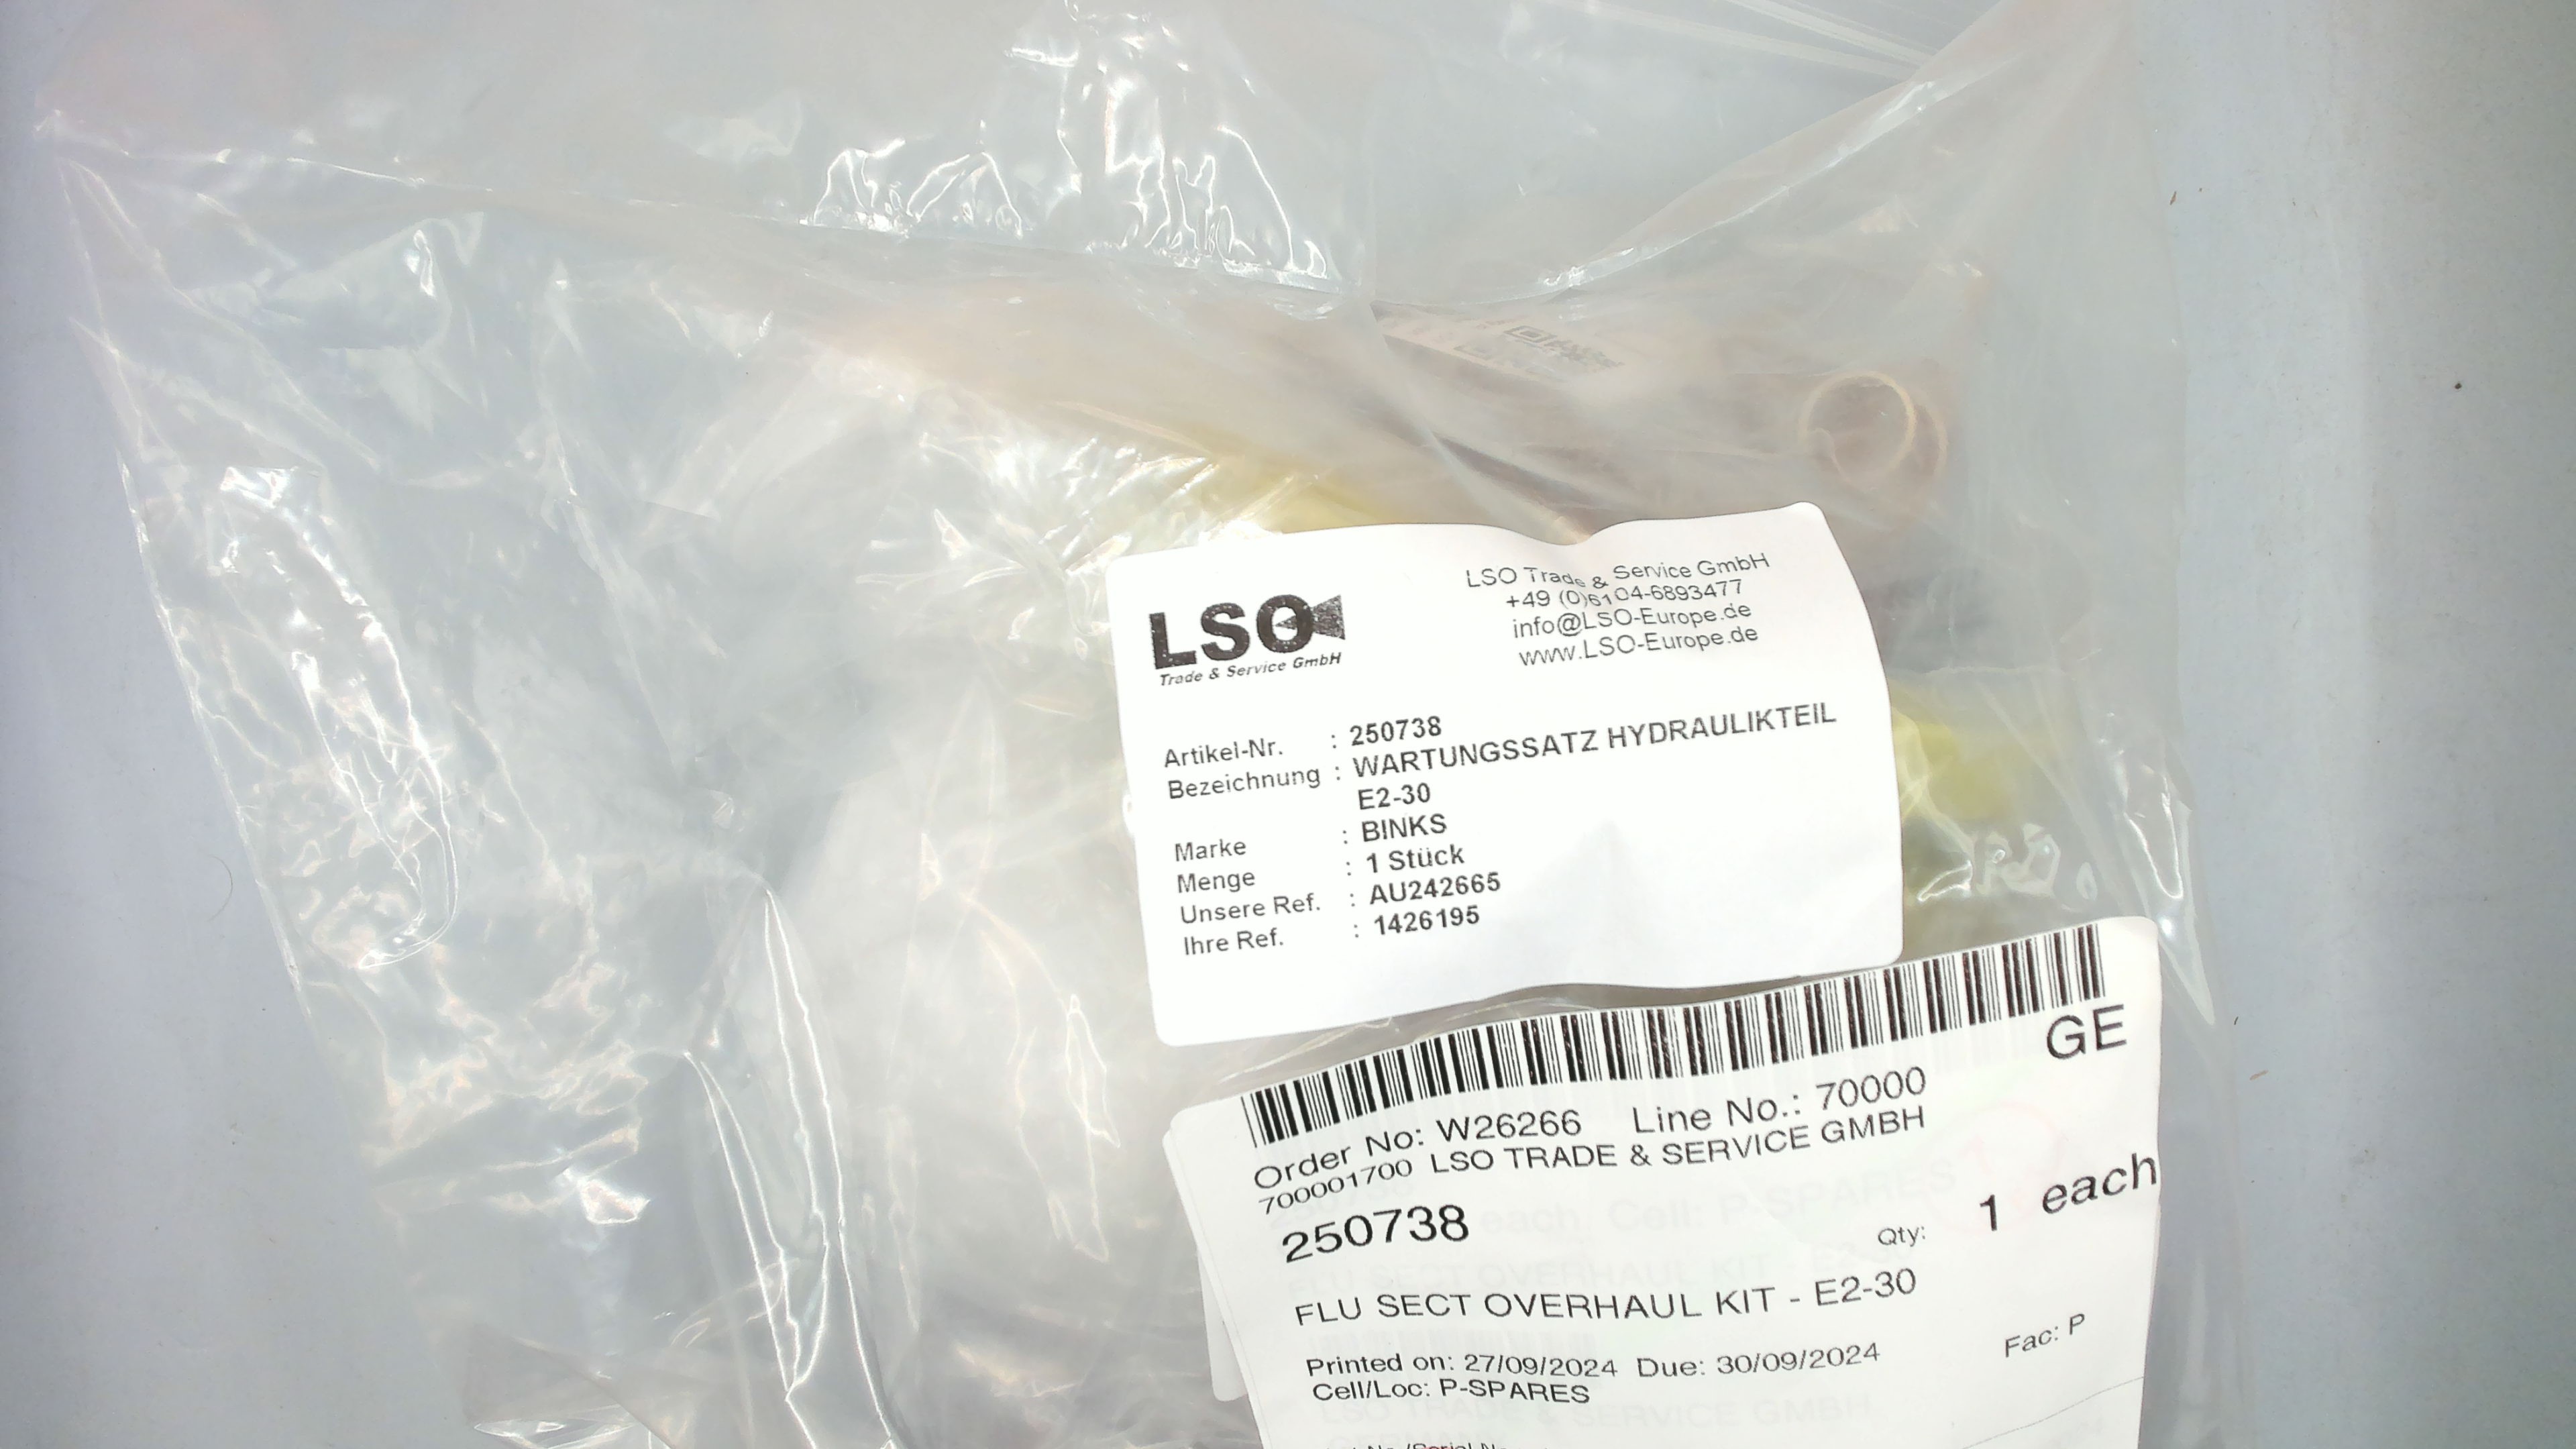 LSO
Trade & Service GmbH
LSO Trade & Service GmbH
+49 (0)6104-6893477
info@LSO-Europe.de
www.LSO-Europe.de
Artikel-Nr. : 250738
Bezeichnung : WARTUNGSSATZ HYDRAULIKTEIL
E2-30
Marke : BINKS
Menge : 1 Stück
Unsere Ref. : AU242665
Ihre Ref. : 1426195
GE
Order No: W26266 Line No.: 70000
700001700 LSO TRADE & SERVICE GMBH
250738 Qty: 1 each
FLU SECT OVERHAUL KIT - E2-30
Printed on: 27/09/2024 Due: 30/09/2024 Fac: P
Cell/Loc: P-SPARES